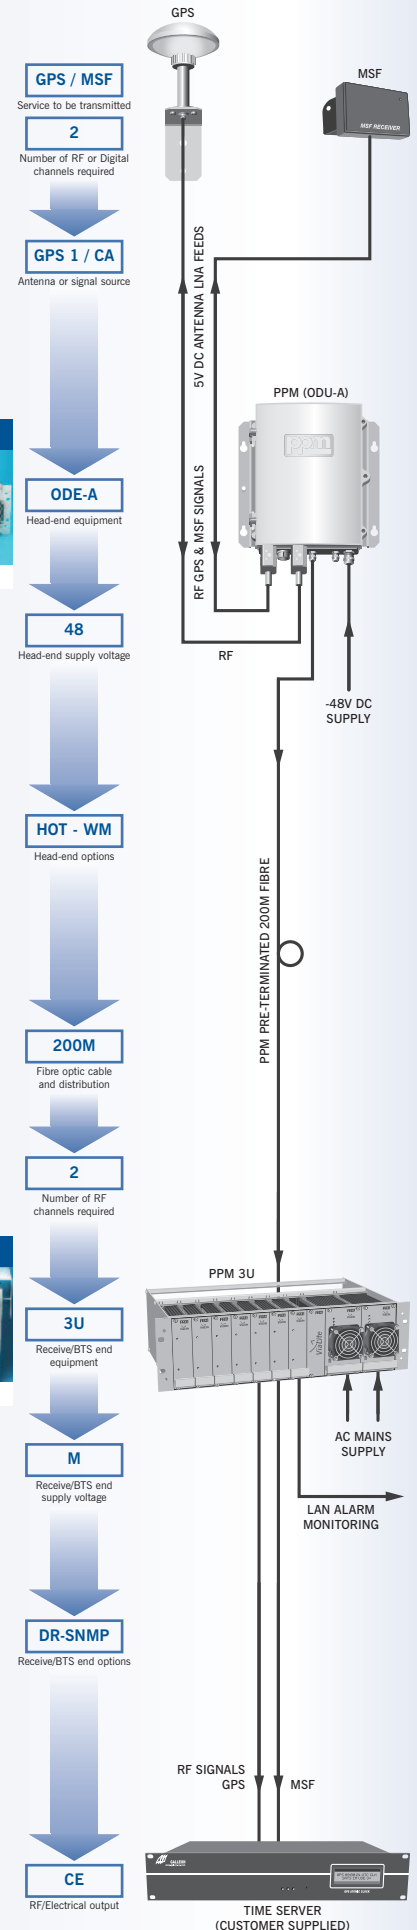 GPS
MSF
GPS / MSF
Service to be transmitted
MSF RECEIVER
2
Number of RF or Digital
channels required
GPS 1 / CA
Antenna or signal source
5V DC ANTENNA LNA FEEDS
PPM (ODU-A)
ppm
RF GPS & MSF SIGNALS
ODE-A
Head-end equipment
48
Head-end supply voltage
RF
-48V DC
SUPPLY
HOT - WM
Head-end options
PPM PRE-TERMINATED 200M FIBRE
200M
Fibre optic cable
and distribution
2
Number of RF
channels required
PPM 3U
3U
Receive/BTS end
equipment
ViaLite
AC MAINS
SUPPLY
M
Receive/BTS end
supply voltage
LAN ALARM
MONITORING
DR-SNMP
Receive/BTS end options
RF SIGNALS
GPS
MSF
CE
RF/Electrical output
TIME SERVER
(CUSTOMER SUPPLIED)